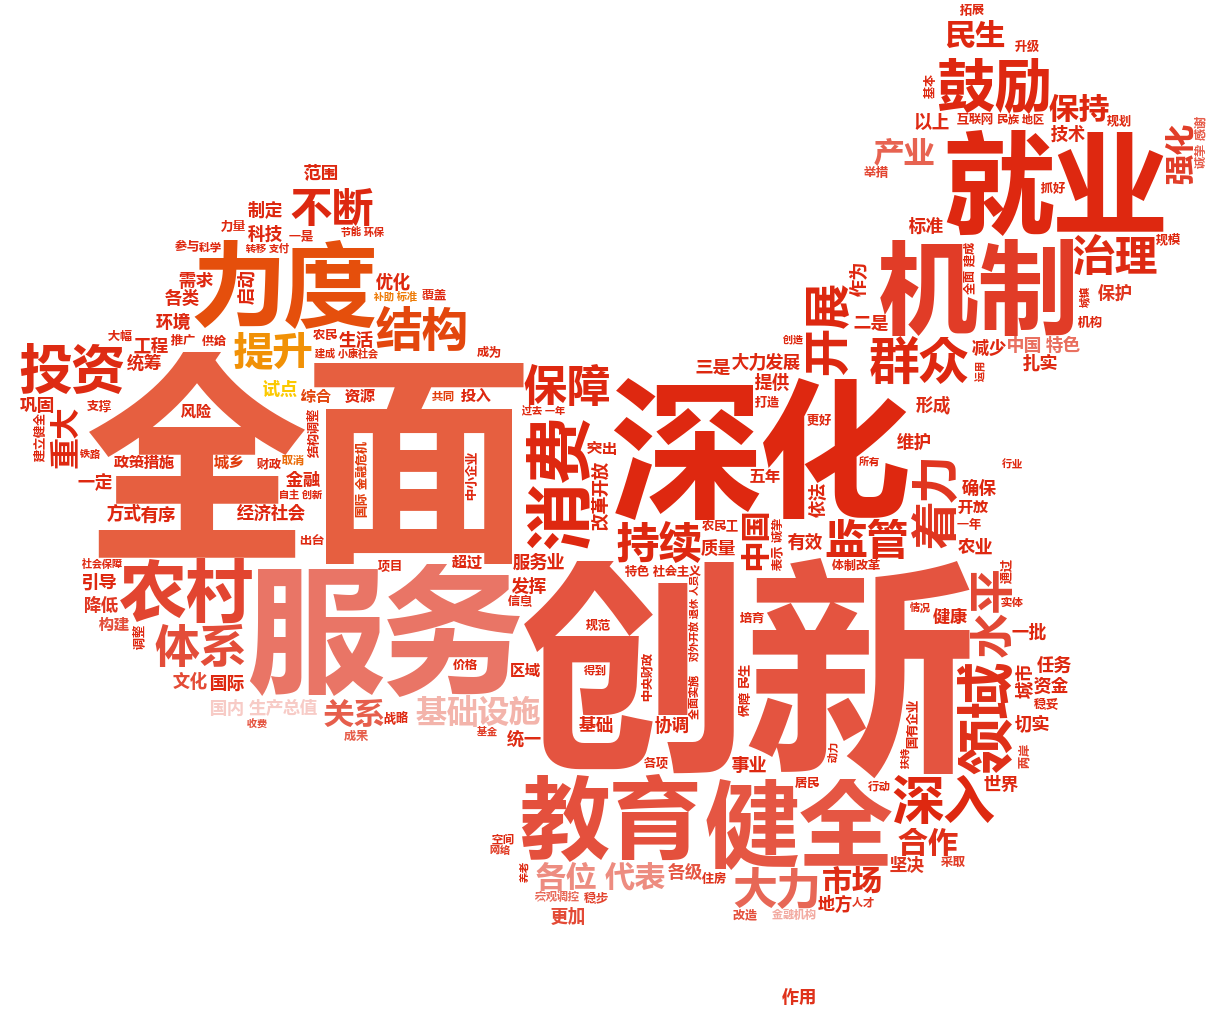 拓展
民生
升级
鼓励
基本
保持
以上
互联网 民族 地区
规划
技术
产业
举措
就业
抓好
强化
标准
范围
不断
制定
力量
科技
一是
节能 环保
参与
科学
转移 支付
力度
启动
需求
各类
优化
补助 标准
覆盖
环境
结构
机制
全面 建成
治理
规模
作为
保护
机构
开展
二是
创造
群众
减少
中国 特色
扎实
运用
大幅
工程
推广
供给
提升
农民
生活
建成 小康社会
成为
投资
统筹
三是
大力发展
提供
打造
试点
综合
资源
共同
投入
保障
过去 一年
巩固
支撑
风险
全面
深化
更好
形成
重大
建立健全
铁路
政策措施
城乡
财政
取消
结构调整
国际 金融危机
中小企业
消费
突出
改革开放
五年
所有
维护
行业
一定
金融
自主 创新
方式
有序
经济社会
出台
依法
着力
确保
开放
一年
农业
持续
农民工
质量
中国
有效
监管
体制改革
社会保障
引导
农村
项目
超过
服务业
发挥
信息
特色 社会主义
降低
构建
调整
体系
服务
价格
区域
创新
规范
得到
中央财政
对外开放 退休 人员
全面实施
保障 民生
培育
情况
健康
水平
通过
实体
一批
文化
国际
国内 生产总值
收费
关系
战略
成果
基础设施
基金
统一
基础
协调
各项
事业
动力
国有企业
扶持
领域
城市
任务
资金
稳妥
切实
两岸
教育
健全
居民
行动
深入
世界
空间
网络
养老
各位
代表
各级
住房
宏观调控
稳步
更加
大力
改造
金融机构
市场
地方
人才
合作
坚决
采取
作用